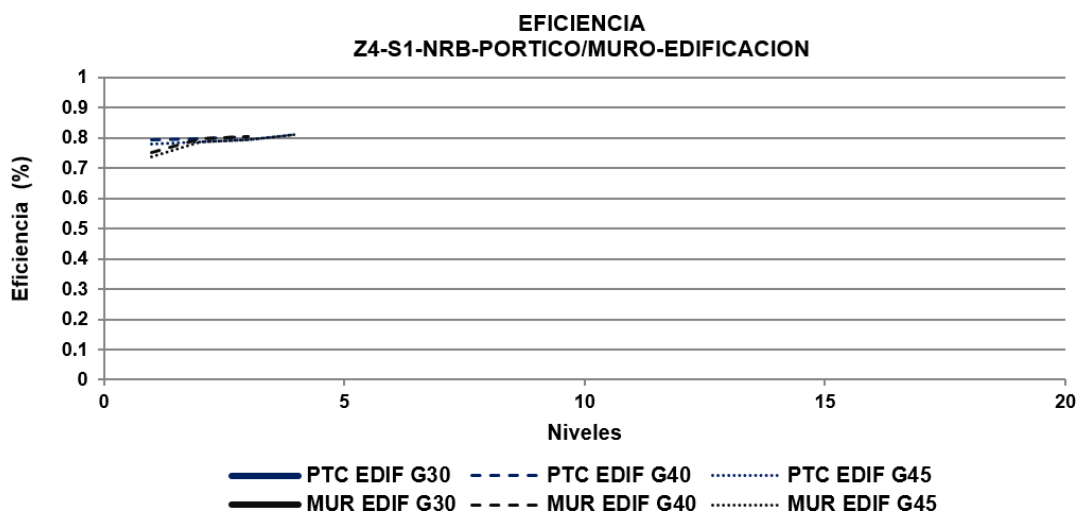 EFICIENCIA
Z4-S1-NRB-PORTICO/MURO-EDIFICACION
Eficiencia (%)
1
0.9
0.8
0.7
0.6
0.5
0.4
0.3
0.2
0.1
0
0 5 10 15 20
Niveles
PTC EDIF G30 PTC EDIF G40 PTC EDIF G45
MUR EDIF G30 MUR EDIF G40 MUR EDIF G45